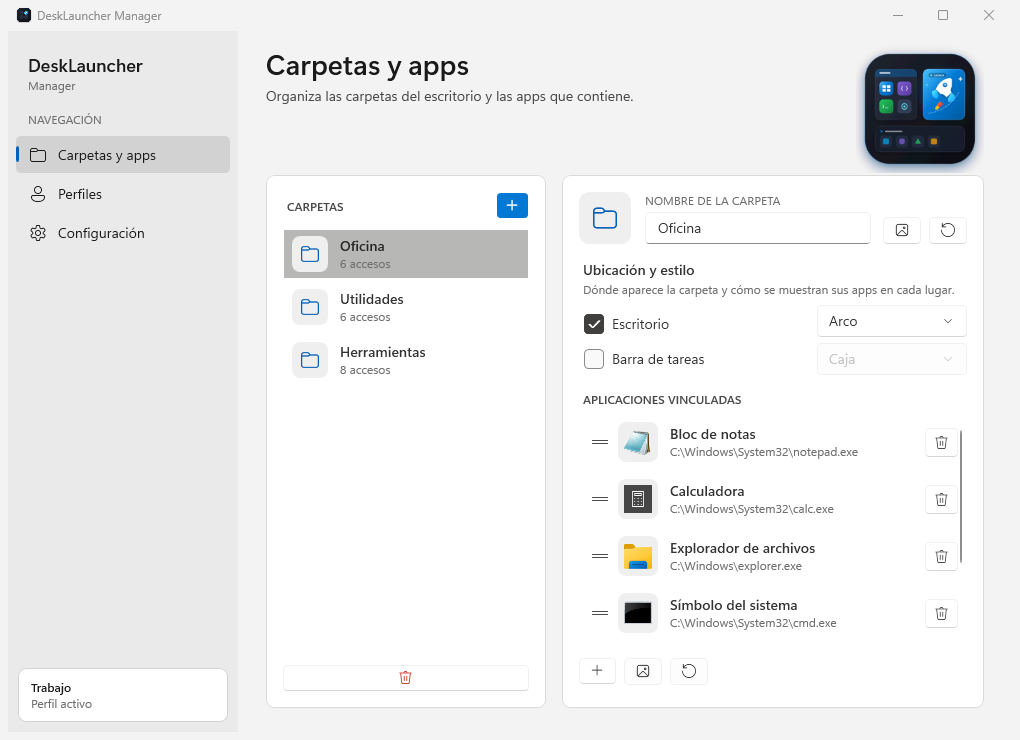 DeskLauncher Manager
DeskLauncher
Manager
NAVEGACIÓN
Carpetas y apps
Perfiles
Configuración
Trabajo
Perfil activo
Carpetas y apps
Organiza las carpetas del escritorio y las apps que contiene.
CARPETAS
Oficina
6 accesos
Utilidades
6 accesos
Herramientas
8 accesos
NOMBRE DE LA CARPETA
Oficina
Ubicación y estilo
Dónde aparece la carpeta y cómo se muestran sus apps en cada lugar.
Escritorio
Arco
Barra de tareas
Caja
APLICACIONES VINCULADAS
Bloc de notas
C:\Windows\System32\notepad.exe
Calculadora
C:\Windows\System32\calc.exe
Explorador de archivos
C:\Windows\explorer.exe
Símbolo del sistema
C:\Windows\System32\cmd.exe